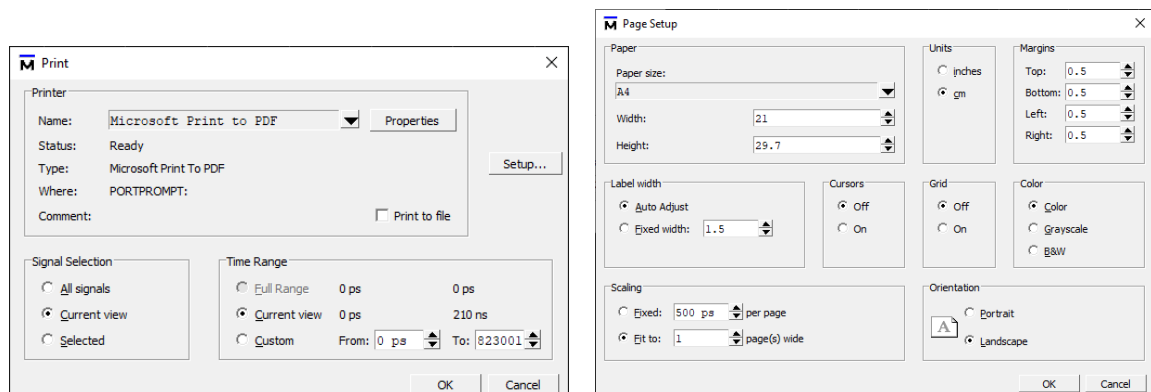 Print
Printer
Name: Microsoft Print to PDF Properties
Status: Ready
Setup...
Type: Microsoft Print To PDF
Where: PORTPROMPT:
Comment: Print to file
Signal Selection
All signals
Current view
Selected
Time Range
Full Range 0 ps 0 ps
Current view 0 ps 210 ns
Custom From: 0 ps To: 823001
OK Cancel
Page Setup
Paper
Paper size:
A4
Width: 21
Height: 29.7
Units
inches
cm
Margins
Top: 0.5
Bottom: 0.5
Left: 0.5
Right: 0.5
Label width
Auto Adjust
Fixed width: 1.5
Cursors
Off
On
Grid
Off
On
Color
Color
Grayscale
B&W
Scaling
Fixed: 500 ps per page
Fit to: 1 page(s) wide
Orientation
A
Portrait
Landscape
OK Cancel